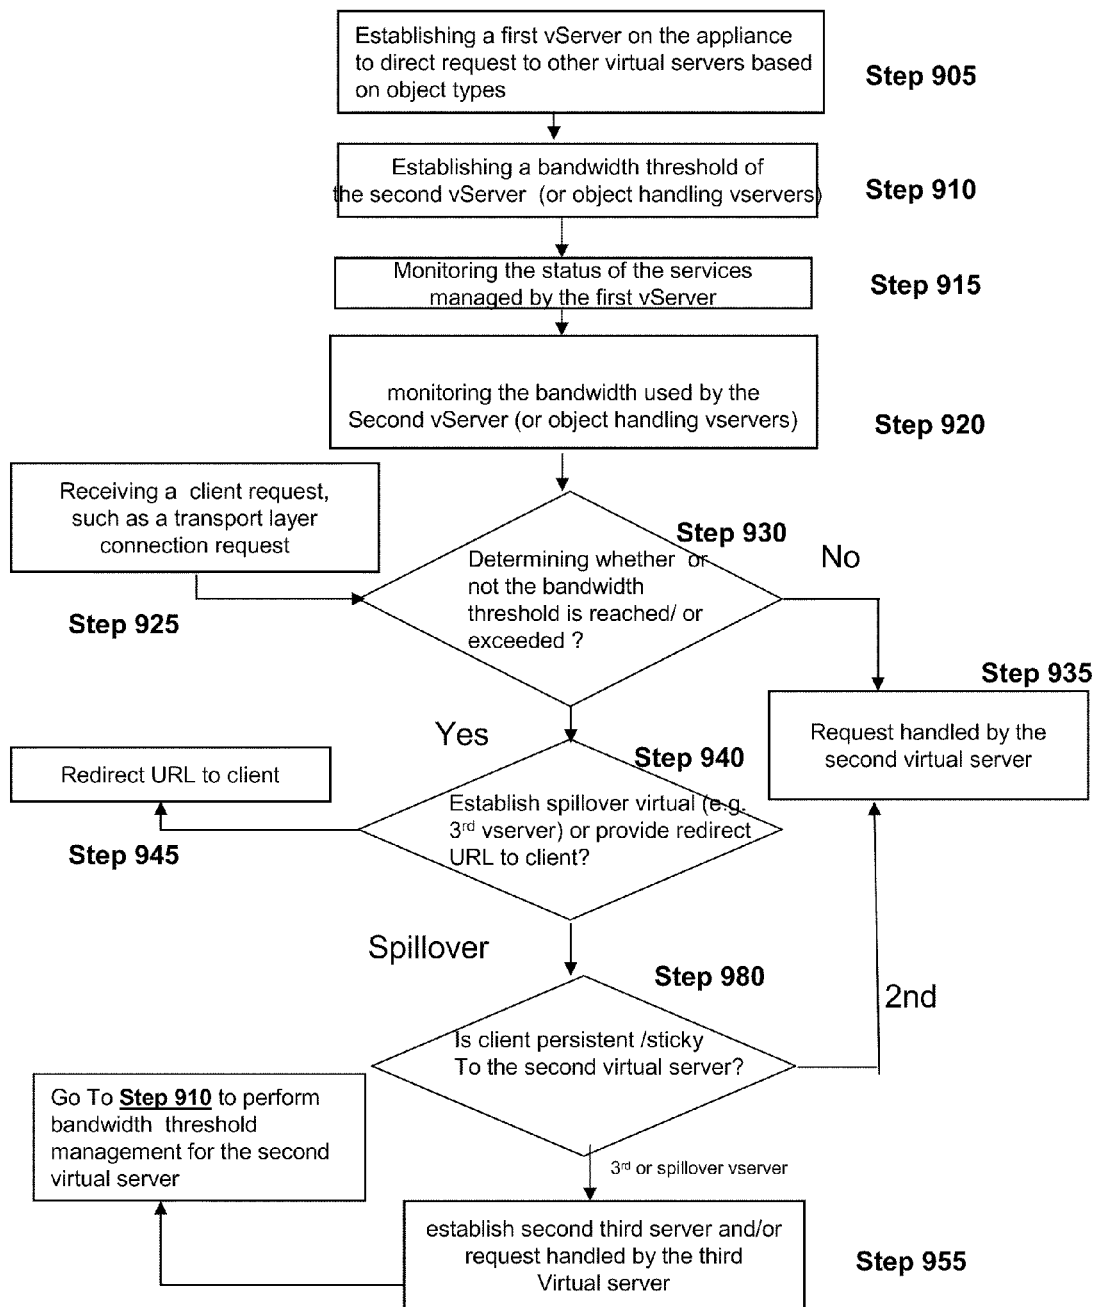 Establishing a first vServer on the appliance
to direct request to other virtual servers based
on object types
Step 905
Establishing a bandwidth threshold of
the second vServer (or object handling vservers)
Step 910
Monitoring the status of the services
managed by the first vServer
Step 915
monitoring the bandwidth used by the
Second vServer (or object handling vservers)
Step 920
Receiving a client request,
such as a transport layer
connection request
Step 925
Step 930
Determining whether or
not the bandwidth
threshold is reached/ or
exceeded ?
No
Step 935
Request handled by the
second virtual server
Yes
Step 940
Establish spillover virtual (e.g.
3rd vserver) or provide redirect
URL to client?
Redirect URL to client
Step 945
Spillover
Step 980
Is client persistent /sticky
To the second virtual server?
2nd
Go To Step 910 to perform
bandwidth threshold
management for the second
virtual server
3rd or spillover vserver
establish second third server and/or
request handled by the third
Virtual server
Step 955